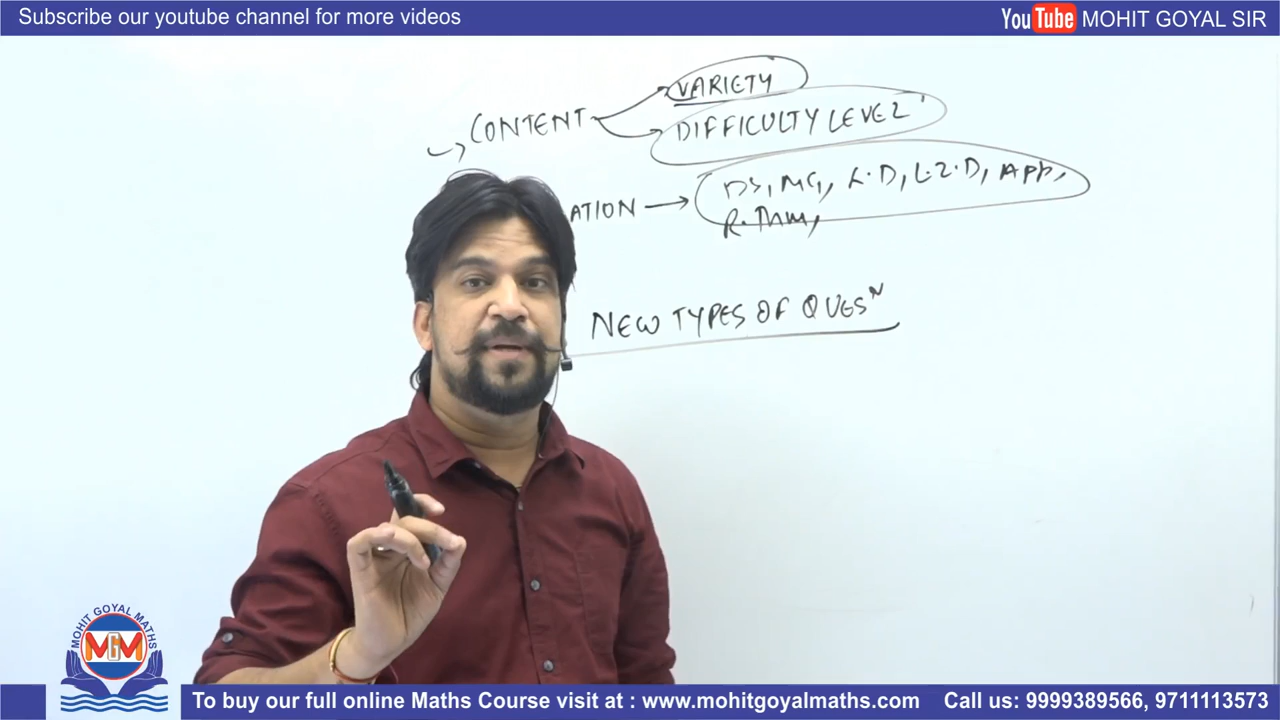 Subscribe our youtube channel for more videos
YouTube MOHIT GOYAL SIR
VARIETY
CONTENT
DIFFICULTY LEVEL
ATION → DS, MG, L.D, L.2.D, App,
R. Thm,
NEW TYPES OF QUES^N
MOHIT GOYAL MATHS
MGM
To buy our full online Maths Course visit at : www.mohitgoyalmaths.com Call us: 9999389566, 9711113573